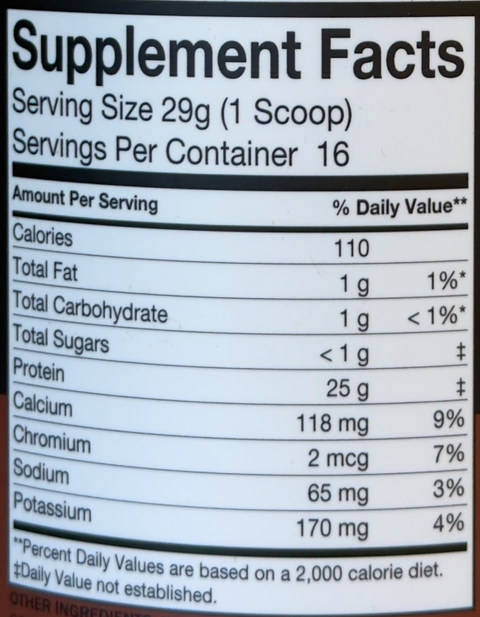 Supplement Facts
Serving Size 29g (1 Scoop)
Servings Per Container 16
Amount Per Serving % Daily Value**
Calories 110
Total Fat 1 g 1%*
Total Carbohydrate 1 g < 1%*
Total Sugars < 1 g ‡
Protein 25 g ‡
Calcium 118 mg 9%
Chromium 2 mcg 7%
Sodium 65 mg 3%
Potassium 170 mg 4%
**Percent Daily Values are based on a 2,000 calorie diet.
‡Daily Value not established.
OTHER INGREDIENTS